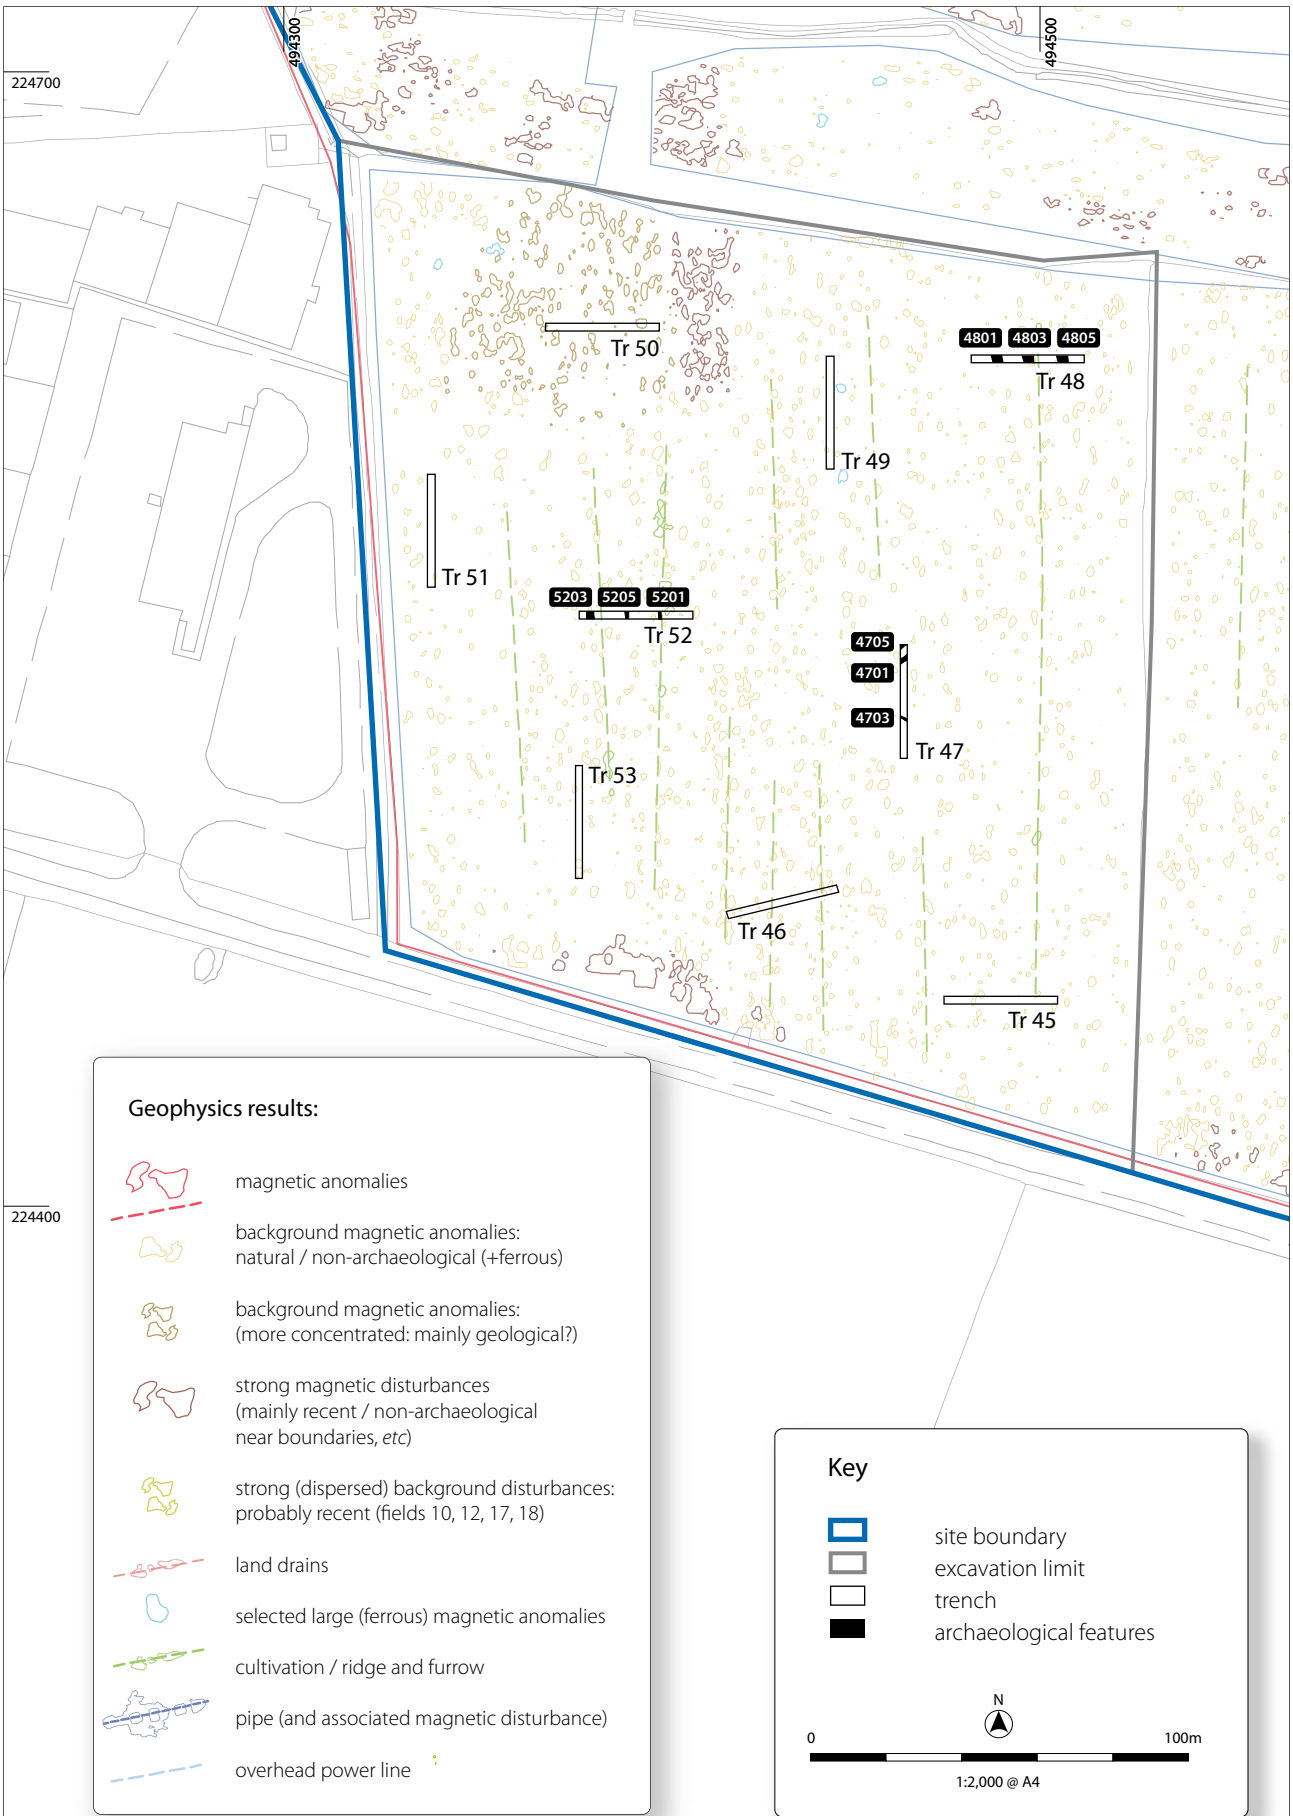 494300
494500
224700
4801 4803 4805
Tr 50
Tr 48
Tr 49
Tr 51
5203 5205 5201
Tr 52
4705
4701
4703
Tr 47
Tr 53
Tr 46
Tr 45
224400
Geophysics results:
magnetic anomalies
background magnetic anomalies:
natural / non-archaeological (+ferrous)
background magnetic anomalies:
(more concentrated: mainly geological?)
strong magnetic disturbances
(mainly recent / non-archaeological
near boundaries, etc)
strong (dispersed) background disturbances:
probably recent (fields 10, 12, 17, 18)
land drains
selected large (ferrous) magnetic anomalies
cultivation / ridge and furrow
pipe (and associated magnetic disturbance)
overhead power line
Key
site boundary
excavation limit
trench
archaeological features
N
0 100m
1:2,000 @ A4